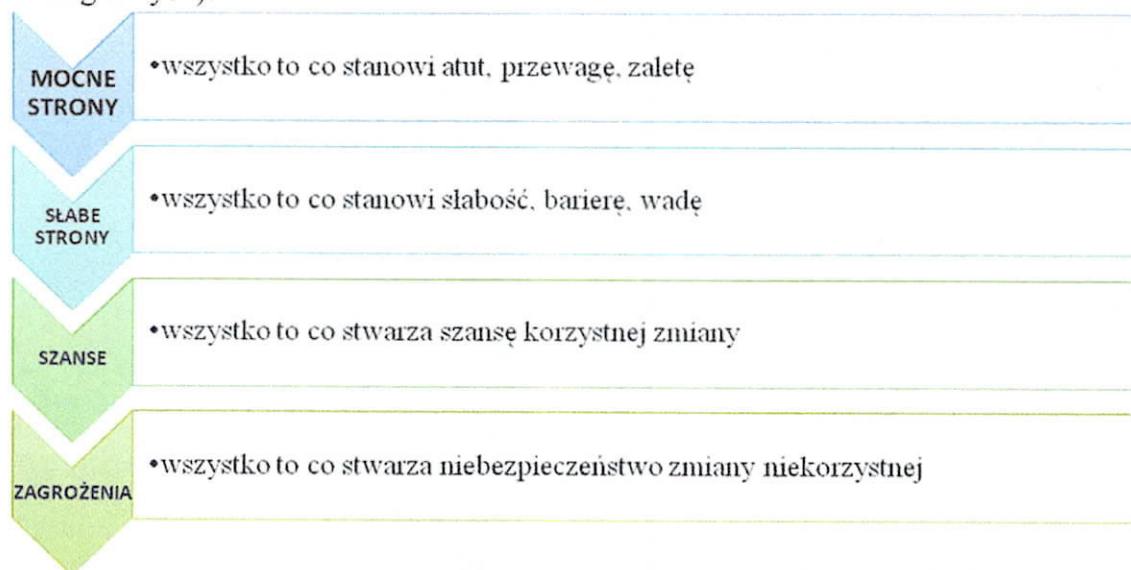 MOCNE
STRONY
•wszystko to co stanowi atut, przewagę, zaletę
SŁABE
STRONY
•wszystko to co stanowi słabość, barierę, wadę
SZANSE
•wszystko to co stwarza szansę korzystnej zmiany
ZAGROŻENIA
•wszystko to co stwarza niebezpieczeństwo zmiany niekorzystnej